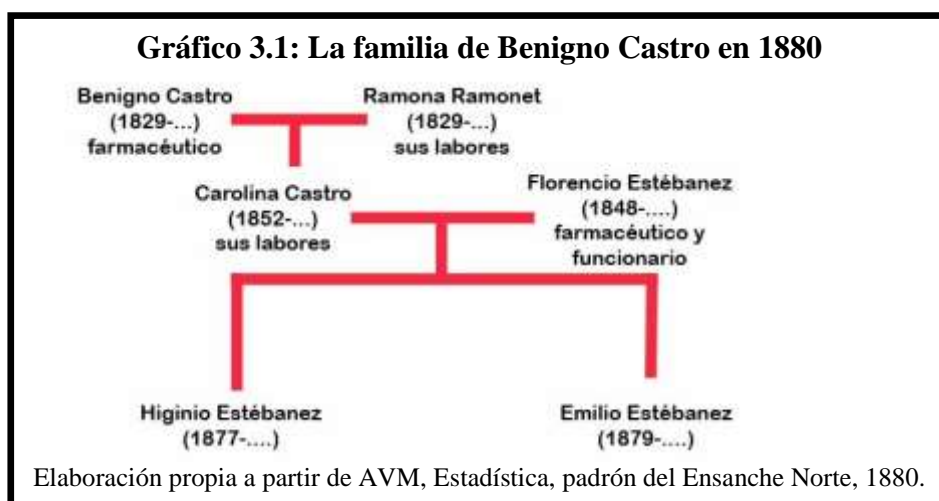 Gráfico 3.1: La familia de Benigno Castro en 1880
Benigno Castro
(1829-...)
farmacéutico
Ramona Ramonet
(1829-...)
sus labores
Carolina Castro
(1852-...)
sus labores
Florencio Estébanez
(1848-....)
farmacéutico y
funcionario
Higinio Estébanez
(1877-....)
Emilio Estébanez
(1879-....)
Elaboración propia a partir de AVM, Estadística, padrón del Ensanche Norte, 1880.